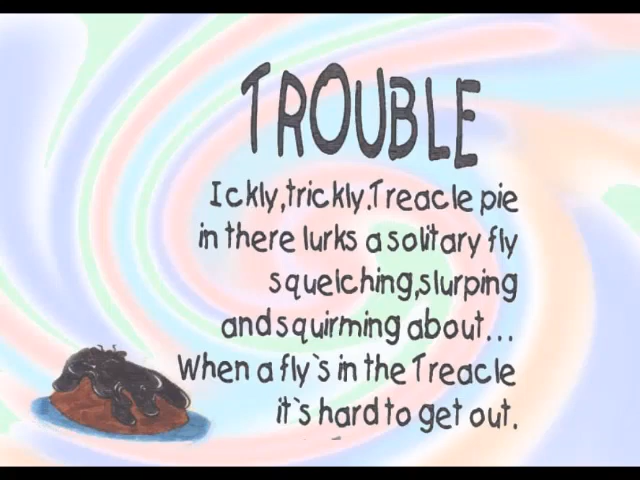 TROUBLE
Ickly,trickly.Treacle pie
in there lurks a solitary fly
squelching,slurping
and squirming about...
When a fly`s in the Treacle
it`s hard to get out.